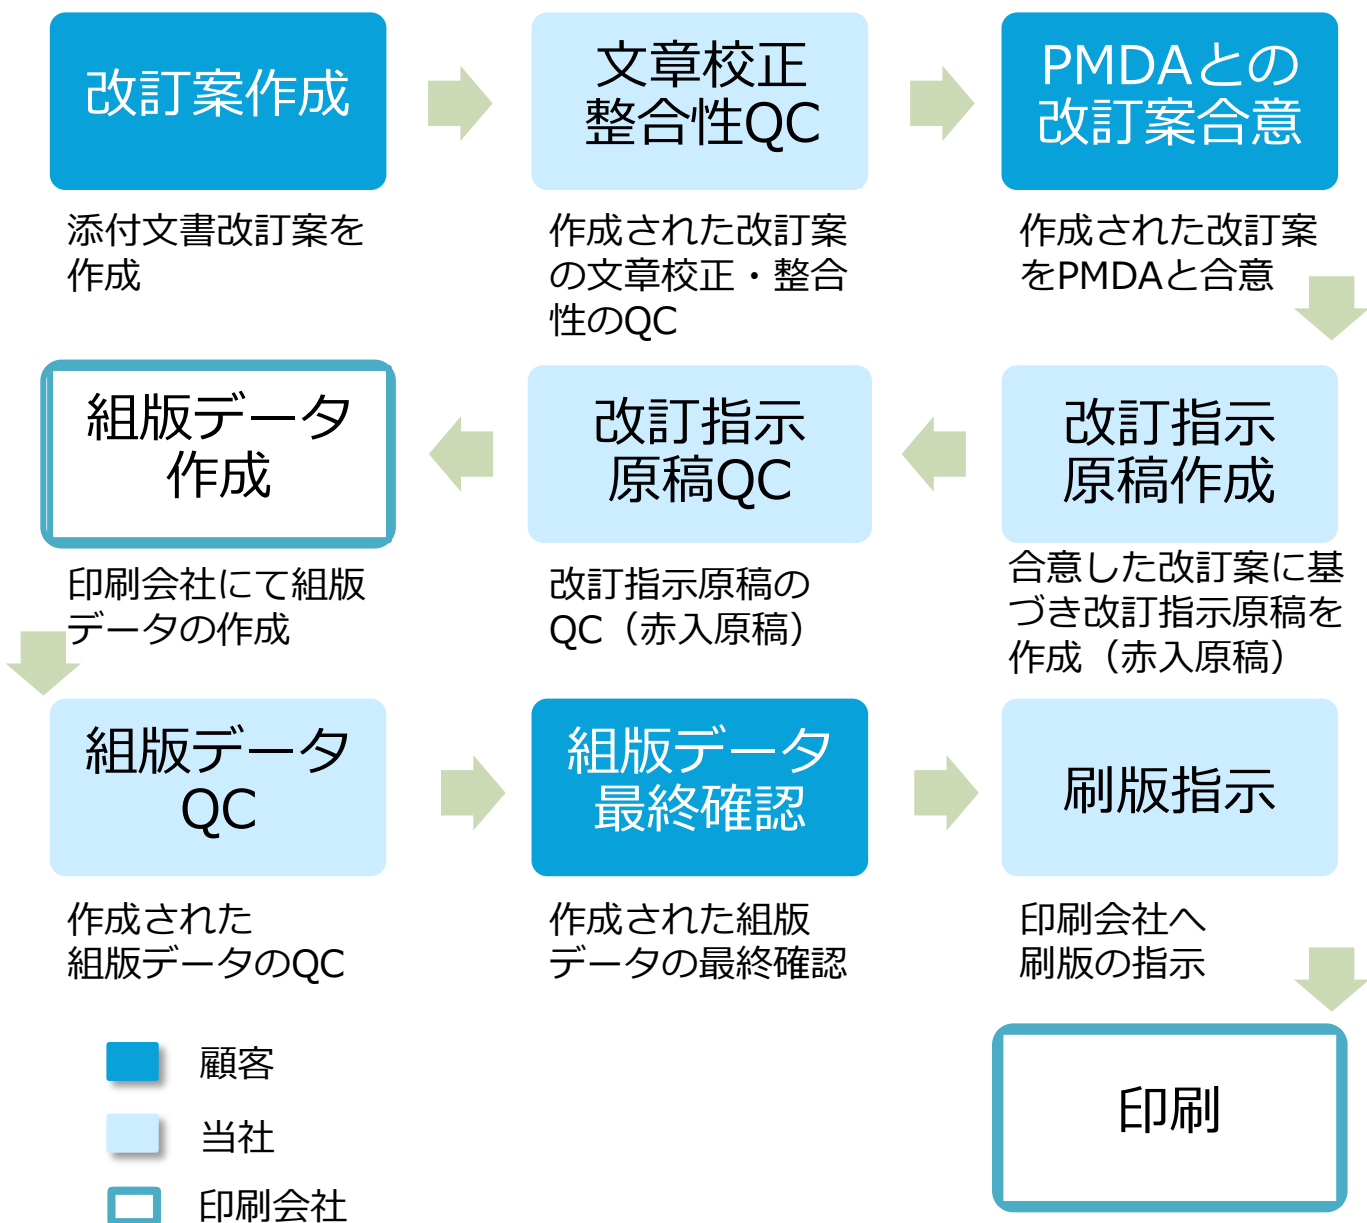 改訂案作成
文章校正
整合性QC
PMDAとの
改訂案合意
添付文書改訂案を
作成
作成された改訂案
の文章校正・整合
性のQC
作成された改訂案
をPMDAと合意
改訂指示
原稿作成
合意した改訂案に基
づき改訂指示原稿を
作成（赤入原稿）
改訂指示
原稿QC
改訂指示原稿の
QC（赤入原稿）
組版データ
作成
印刷会社にて組版
データの作成
組版データ
QC
作成された
組版データのQC
組版データ
最終確認
作成された組版
データの最終確認
刷版指示
印刷会社へ
刷版の指示
印刷
顧客
当社
印刷会社